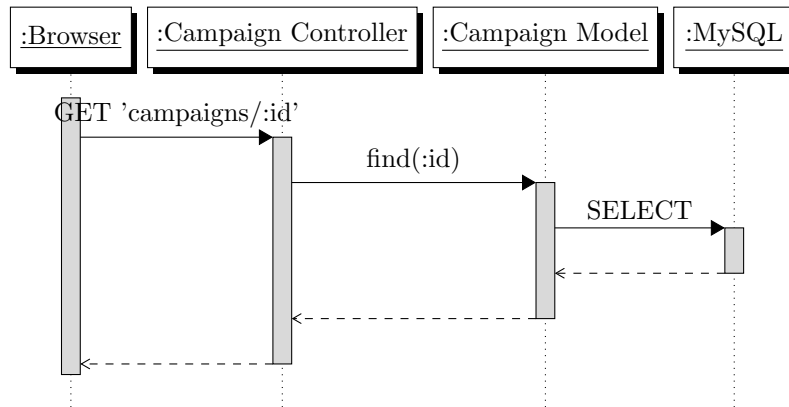 :Browser
:Campaign Controller
:Campaign Model
:MySQL
GET ’campaigns/:id’
find(:id)
SELECT